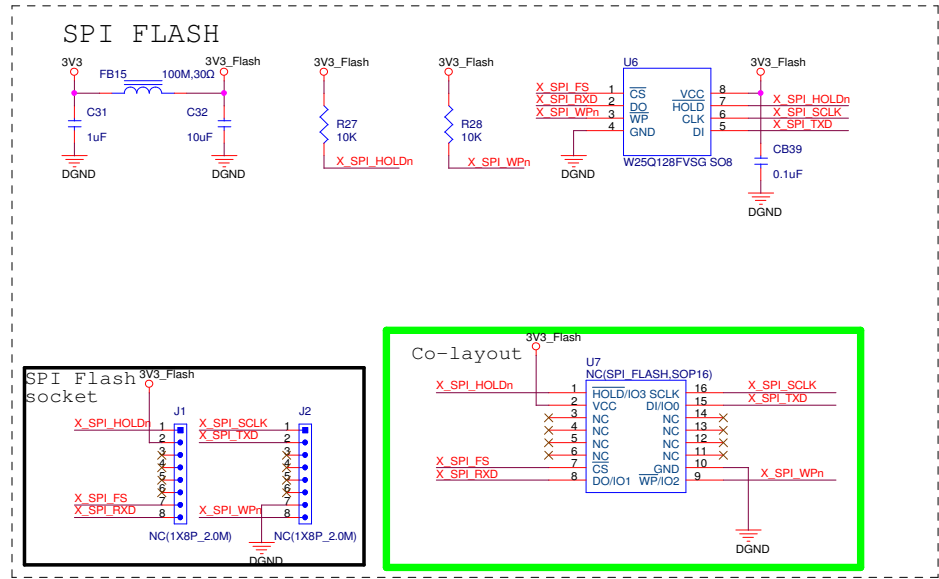 SPI FLASH
3V3
FB15
100M,30Ω
3V3_Flash
C31
1uF
C32
10uF
DGND
DGND
3V3_Flash
R27
10K
X_SPI_HOLDn
3V3_Flash
R28
10K
X_SPI_WPn
U6
3V3_Flash
X_SPI_FS 1 CS VCC 8
X_SPI_RXD 2 DO HOLD 7 X_SPI_HOLDn
X_SPI_WPn 3 WP CLK 6 X_SPI_SCLK
4 GND DI 5 X_SPI_TXD
W25Q128FVSG SO8
DGND
CB39
0.1uF
DGND
SPI Flash
socket
3V3_Flash
J1
X_SPI_HOLDn 1
2
3
4
5
6
X_SPI_FS 7
X_SPI_RXD 8
NC(1X8P_2.0M)
J2
X_SPI_SCLK 1
X_SPI_TXD 2
3
4
5
6
7
X_SPI_WPn 8
NC(1X8P_2.0M)
DGND
Co-layout
3V3_Flash
U7
NC(SPI_FLASH,SOP16)
X_SPI_HOLDn 1 HOLD/IO3 SCLK 16 X_SPI_SCLK
2 VCC DI/IO0 15 X_SPI_TXD
3 NC NC 14
4 NC NC 13
5 NC NC 12
6 NC NC 11
X_SPI_FS 7 CS GND 10
X_SPI_RXD 8 DO/IO1 WP/IO2 9 X_SPI_WPn
DGND